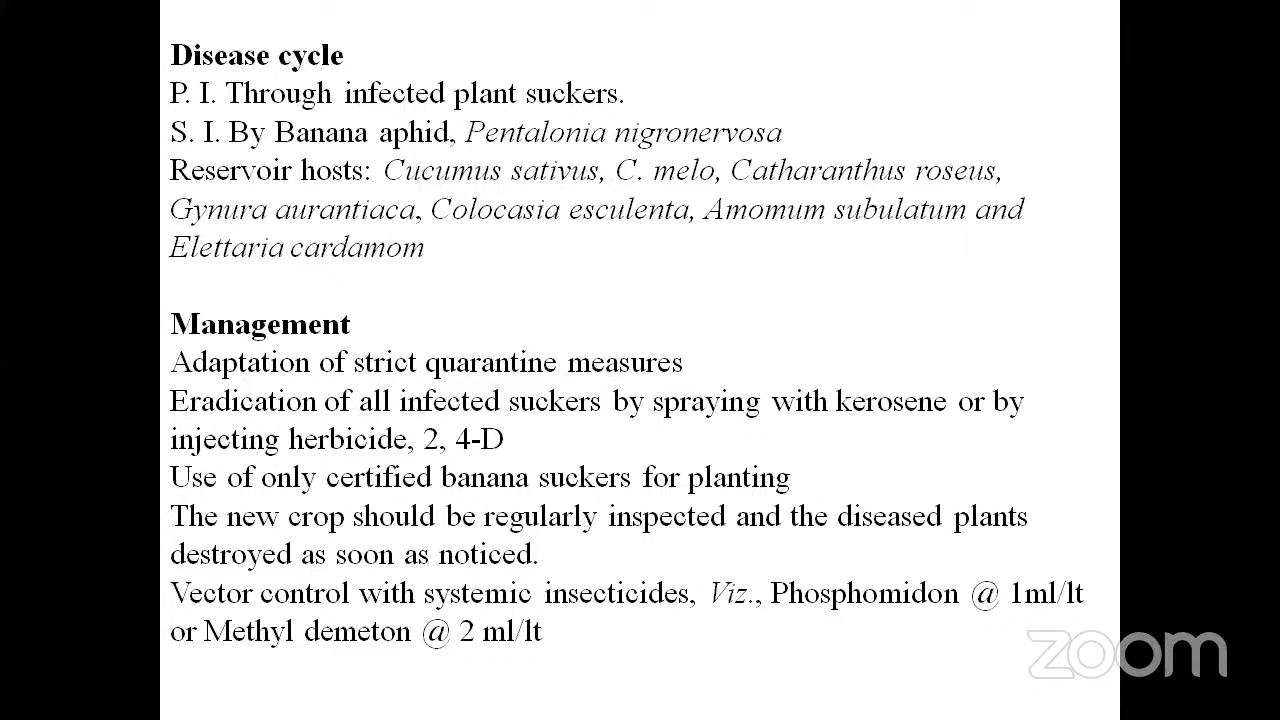 Disease cycle
P. I. Through infected plant suckers.
S. I. By Banana aphid, Pentalonia nigronervosa
Reservoir hosts: Cucumus sativus, C. melo, Catharanthus roseus,
Gynura aurantiaca, Colocasia esculenta, Amomum subulatum and
Elettaria cardamom
Management
Adaptation of strict quarantine measures
Eradication of all infected suckers by spraying with kerosene or by
injecting herbicide, 2, 4-D
Use of only certified banana suckers for planting
The new crop should be regularly inspected and the diseased plants
destroyed as soon as noticed.
Vector control with systemic insecticides, Viz., Phosphomidon @ 1ml/lt
or Methyl demeton @ 2 ml/lt
zoom